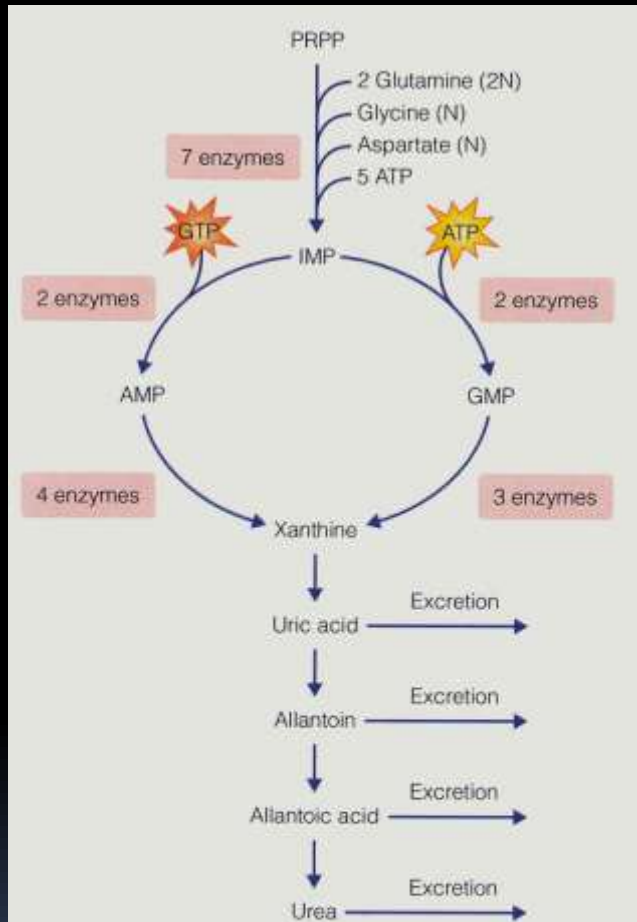 PRPP
2 Glutamine (2N)
Glycine (N)
Aspartate (N)
7 enzymes
5 ATP
GTP
ATP
IMP
2 enzymes
2 enzymes
AMP
GMP
4 enzymes
3 enzymes
Xanthine
Excretion
Uric acid
Excretion
Allantoin
Excretion
Allantoic acid
Excretion
Urea